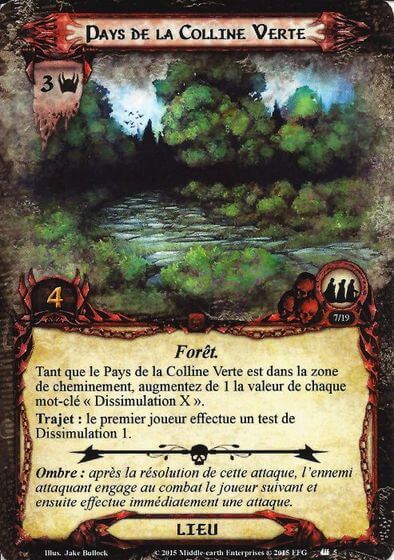 Pays de la Colline Verte
3
4
7/19
Forêt.
Tant que le Pays de la Colline Verte est dans la zone
de cheminement, augmentez de 1 la valeur de chaque
mot-clé « Dissimulation X ».
Trajet : le premier joueur effectue un test de
Dissimulation 1.
Ombre : après la résolution de cette attaque, l'ennemi
attaquant engage au combat le joueur suivant et
ensuite effectue immédiatement une attaque.
LIEU
Illus. Jake Bullock
© 2015 Middle-earth Enterprises © 2015 FFG
5